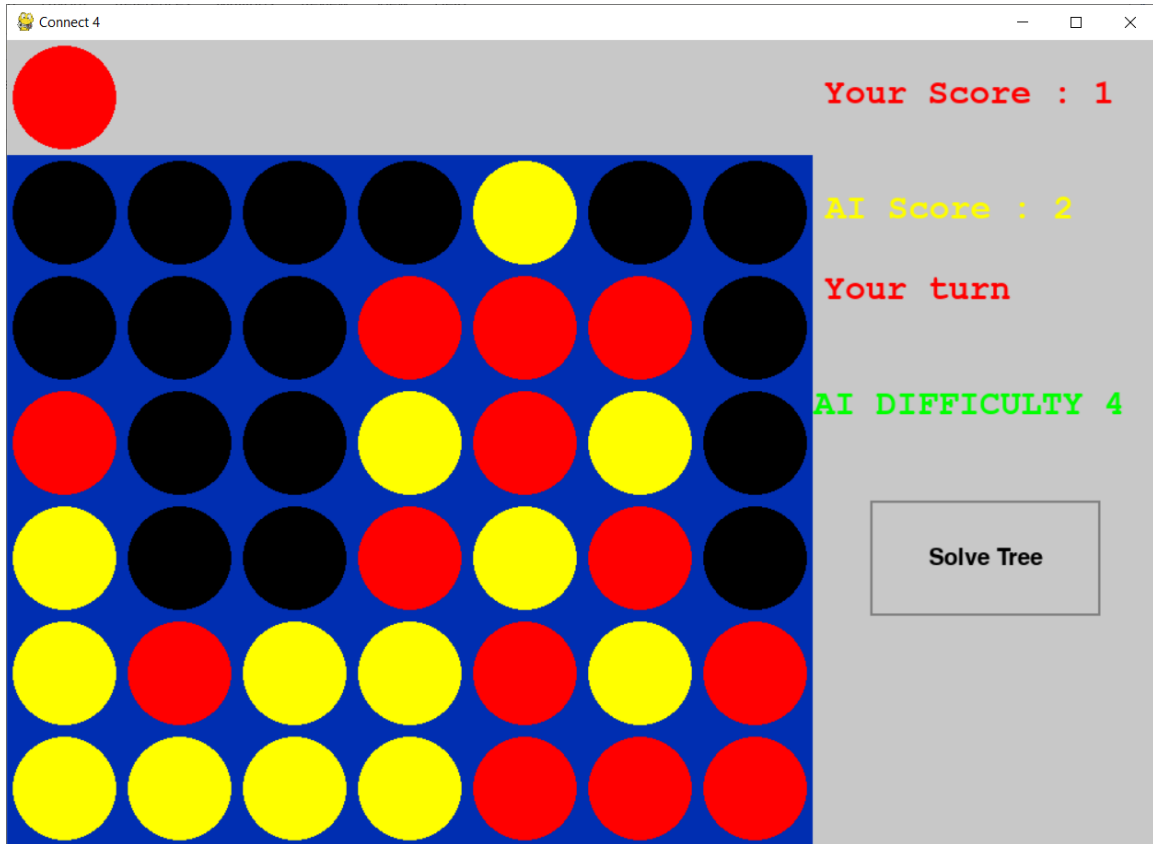 Connect 4
Your Score : 1
AI Score : 2
Your turn
AI DIFFICULTY 4
Solve Tree